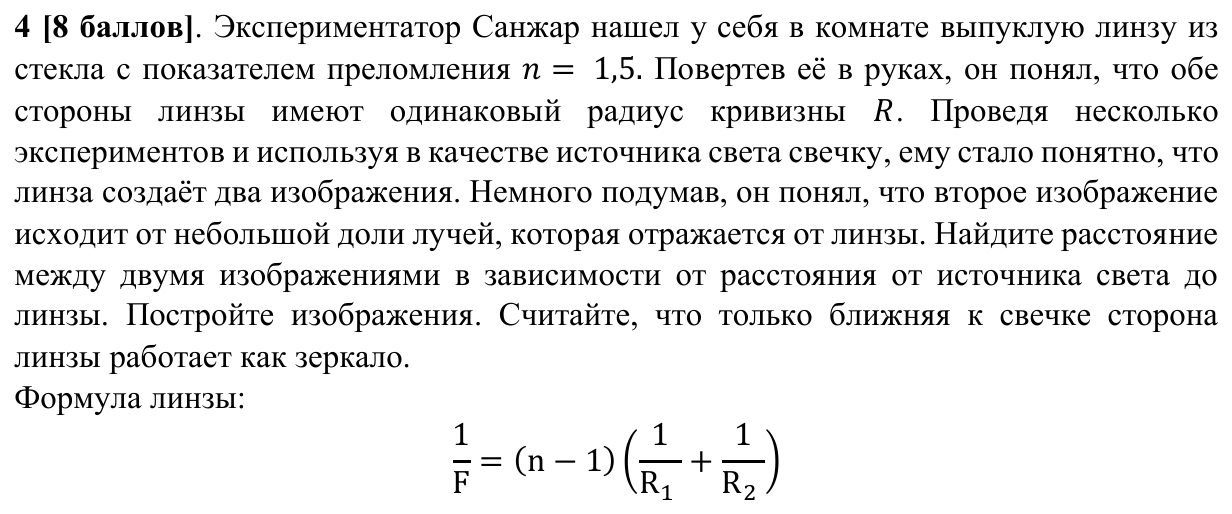 4 [8 баллов]. Экспериментатор Санжар нашел у себя в комнате выпуклую линзу из
стекла с показателем преломления n = 1,5. Повертев её в руках, он понял, что обе
стороны линзы имеют одинаковый радиус кривизны R. Проведя несколько
экспериментов и используя в качестве источника света свечку, ему стало понятно, что
линза создаёт два изображения. Немного подумав, он понял, что второе изображение
исходит от небольшой доли лучей, которая отражается от линзы. Найдите расстояние
между двумя изображениями в зависимости от расстояния от источника света до
линзы. Постройте изображения. Считайте, что только ближняя к свечке сторона
линзы работает как зеркало.
Формула линзы:
1/F = (n − 1)(1/R₁ + 1/R₂)